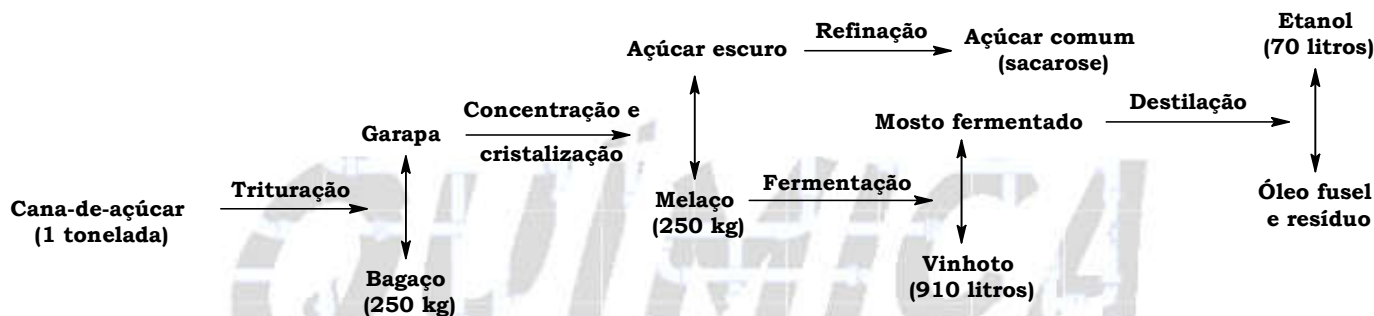 Cana-de-açúcar
(1 tonelada)
Trituração
Garapa
Bagaço
(250 kg)
Concentração e
cristalização
Açúcar escuro
Melaço
(250 kg)
Refinação
Açúcar comum
(sacarose)
Fermentação
Mosto fermentado
Vinhoto
(910 litros)
Destilação
Etanol
(70 litros)
Óleo fusel
e resíduo
QUÍMICA